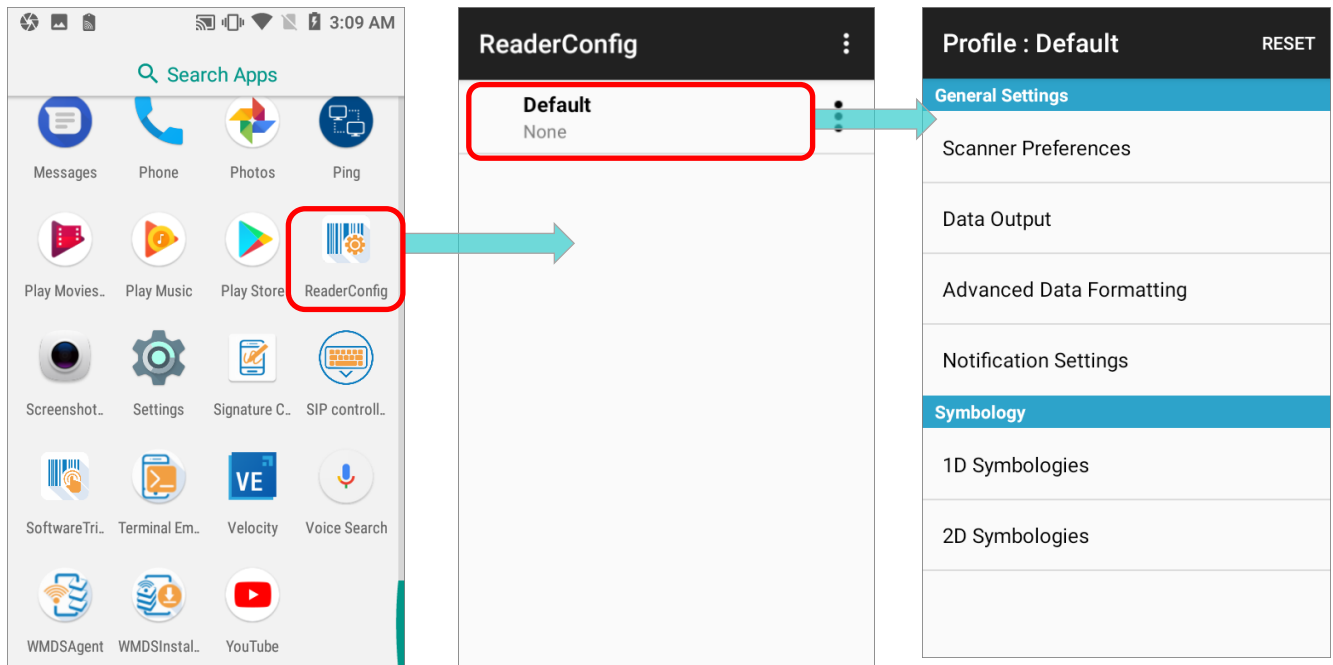 3:09 AM
Search Apps
Messages Phone Photos Ping
Play Movies.. Play Music Play Store ReaderConfig
Screenshot.. Settings Signature C.. SIP controll..
VE
SoftwareTri.. Terminal Em.. Velocity Voice Search
WMDSAgent WMDSInstal.. YouTube
ReaderConfig
Default
None
Profile : Default RESET
General Settings
Scanner Preferences
Data Output
Advanced Data Formatting
Notification Settings
Symbology
1D Symbologies
2D Symbologies